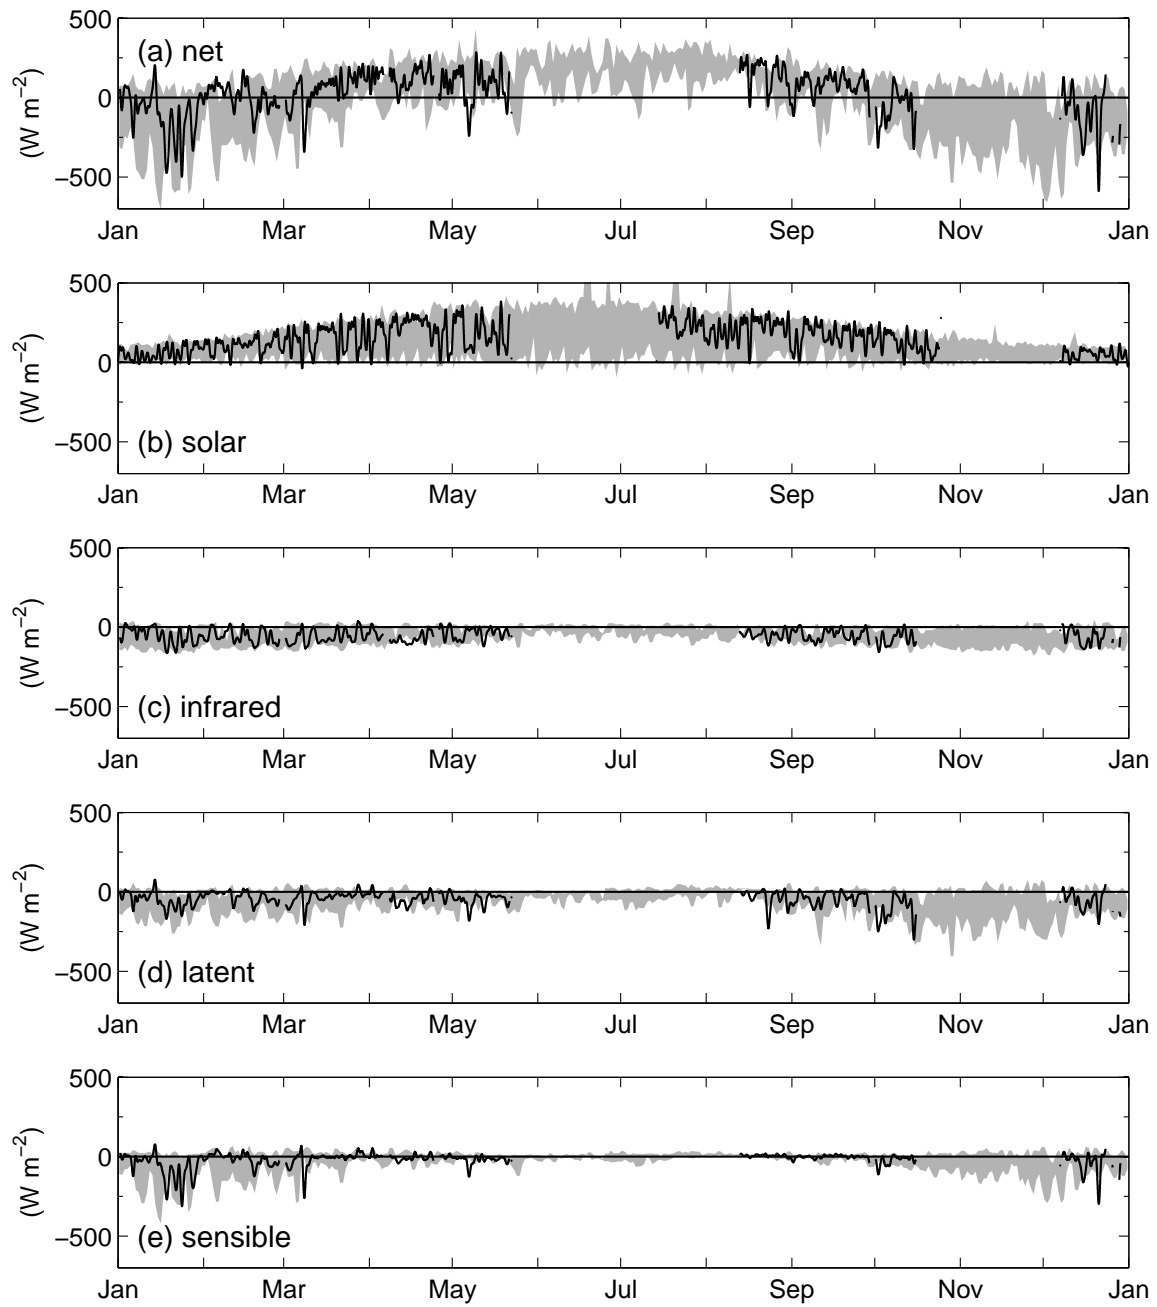 500
0
−500
(W m−2)
(a) net
Jan Mar May Jul Sep Nov Jan
500
0
−500
(W m−2)
(b) solar
Jan Mar May Jul Sep Nov Jan
500
0
−500
(W m−2)
(c) infrared
Jan Mar May Jul Sep Nov Jan
500
0
−500
(W m−2)
(d) latent
Jan Mar May Jul Sep Nov Jan
500
0
−500
(W m−2)
(e) sensible
Jan Mar May Jul Sep Nov Jan